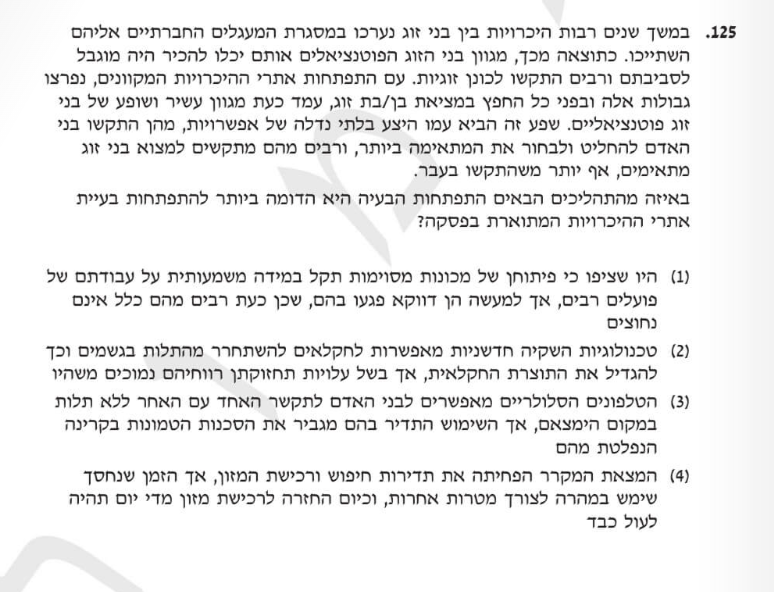 125. במשך שנים רבות היכרויות בין בני זוג נערכו במסגרת המעגלים החברתיים אליהם
השתייכו. כתוצאה מכך, מגוון בני הזוג הפוטנציאלים אותם יכלו להכיר היה מוגבל
לסביבתם ורבים התקשו לכונן זוגיות. עם התפתחות אתרי ההיכרויות המקוונים, נפרצו
גבולות אלה ובפני כל החפץ במציאת בן/בת זוג, עמד כעת מגוון עשיר ושופע של בני
זוג פוטנציאליים. שפע זה הביא עמו היצע בלתי נדלה של אפשרויות, מהן התקשו בני
האדם להחליט ולבחור את המתאימה ביותר, ורבים מהם מתקשים למצוא בני זוג
מתאימים, אף יותר משהתקשו בעבר.
באיזה מהתהליכים הבאים התפתחות הבעיה היא הדומה ביותר להתפתחות בעיית
אתרי ההיכרויות המתוארת בפסקה?
(1) היו שציפו כי פיתוחן של מכונות מסוימות תקל במידה משמעותית על עבודתם של
פועלים רבים, אך למעשה הן דווקא פגעו בהם, שכן כעת רבים מהם כלל אינם
נחוצים
(2) טכנולוגיות השקיה חדשניות מאפשרות לחקלאים להשתחרר מהתלות בגשמים וכך
להגדיל את התוצרת החקלאית, אך בשל עלויות תחזוקתן רווחיהם נמוכים משהיו
(3) הטלפונים הסלולריים מאפשרים לבני האדם לתקשר האחד עם האחר ללא תלות
במקום הימצאם, אך השימוש התדיר בהם מגביר את הסכנות הטמונות בקרינה
הנפלטת מהם
(4) המצאת המקרר הפחיתה את תדירות חיפוש ורכישת המזון, אך הזמן שנחסך
שימש במהרה לצורך מטרות אחרות, וכיום החזרה לרכישת מזון מדי יום תהיה
לעול כבד